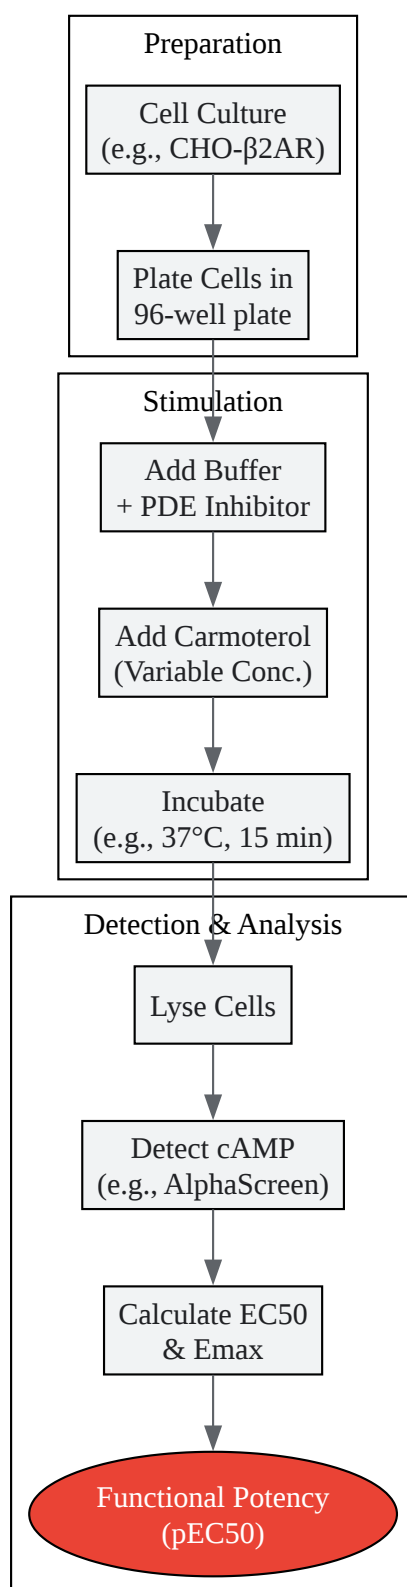 Preparation
Cell Culture
(e.g., CHO-β2AR)
Plate Cells in
96-well plate
Stimulation
Add Buffer
+ PDE Inhibitor
Add Carmoterol
(Variable Conc.)
Incubate
(e.g., 37°C, 15 min)
Detection & Analysis
Lyse Cells
Detect cAMP
(e.g., AlphaScreen)
Calculate EC50
& Emax
Functional Potency
(pEC50)